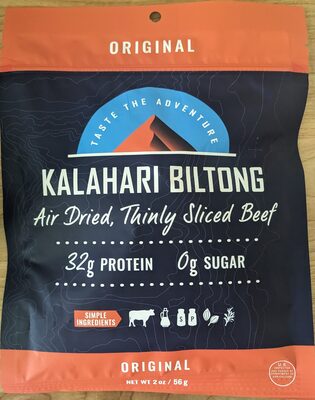 ORIGINAL
TASTE THE ADVENTURE
KALAHARI BILTONG
Air Dried, Thinly Sliced Beef
32g PROTEIN 0g SUGAR
SIMPLE
INGREDIENTS
ORIGINAL
NET WT 2 oz / 56g